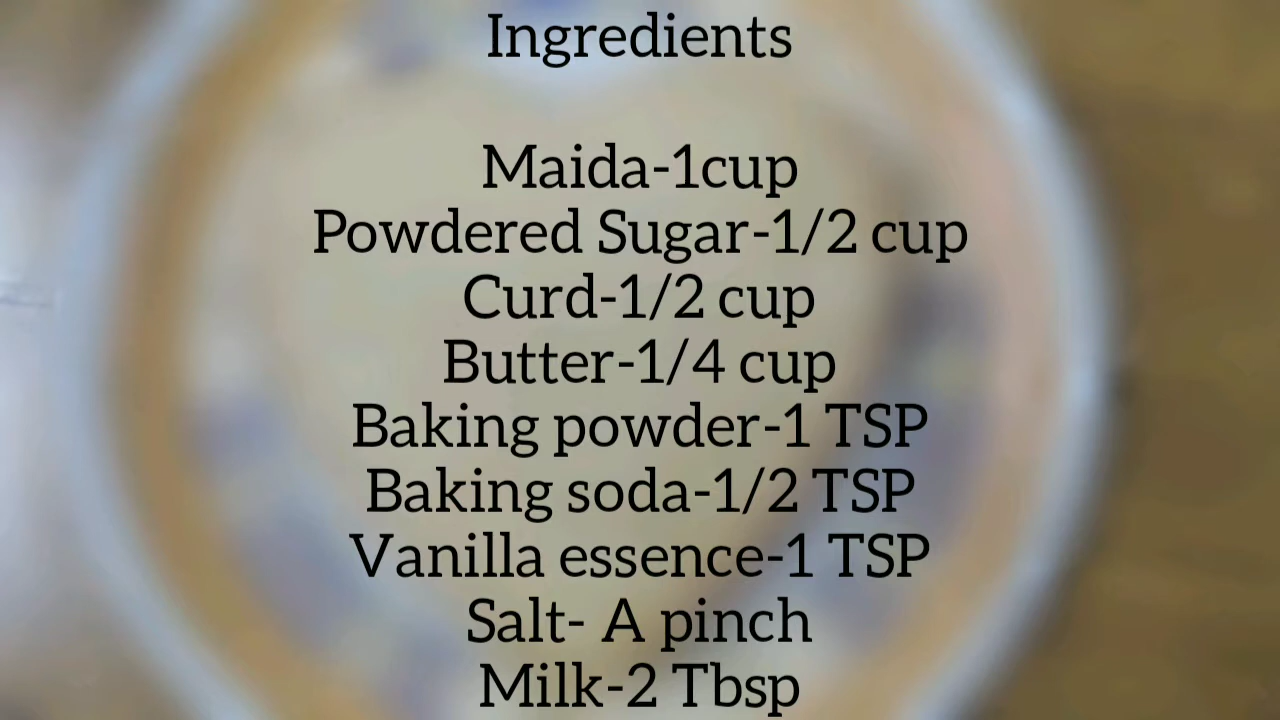 Ingredients
Maida-1cup
Powdered Sugar-1/2 cup
Curd-1/2 cup
Butter-1/4 cup
Baking powder-1 TSP
Baking soda-1/2 TSP
Vanilla essence-1 TSP
Salt- A pinch
Milk-2 Tbsp